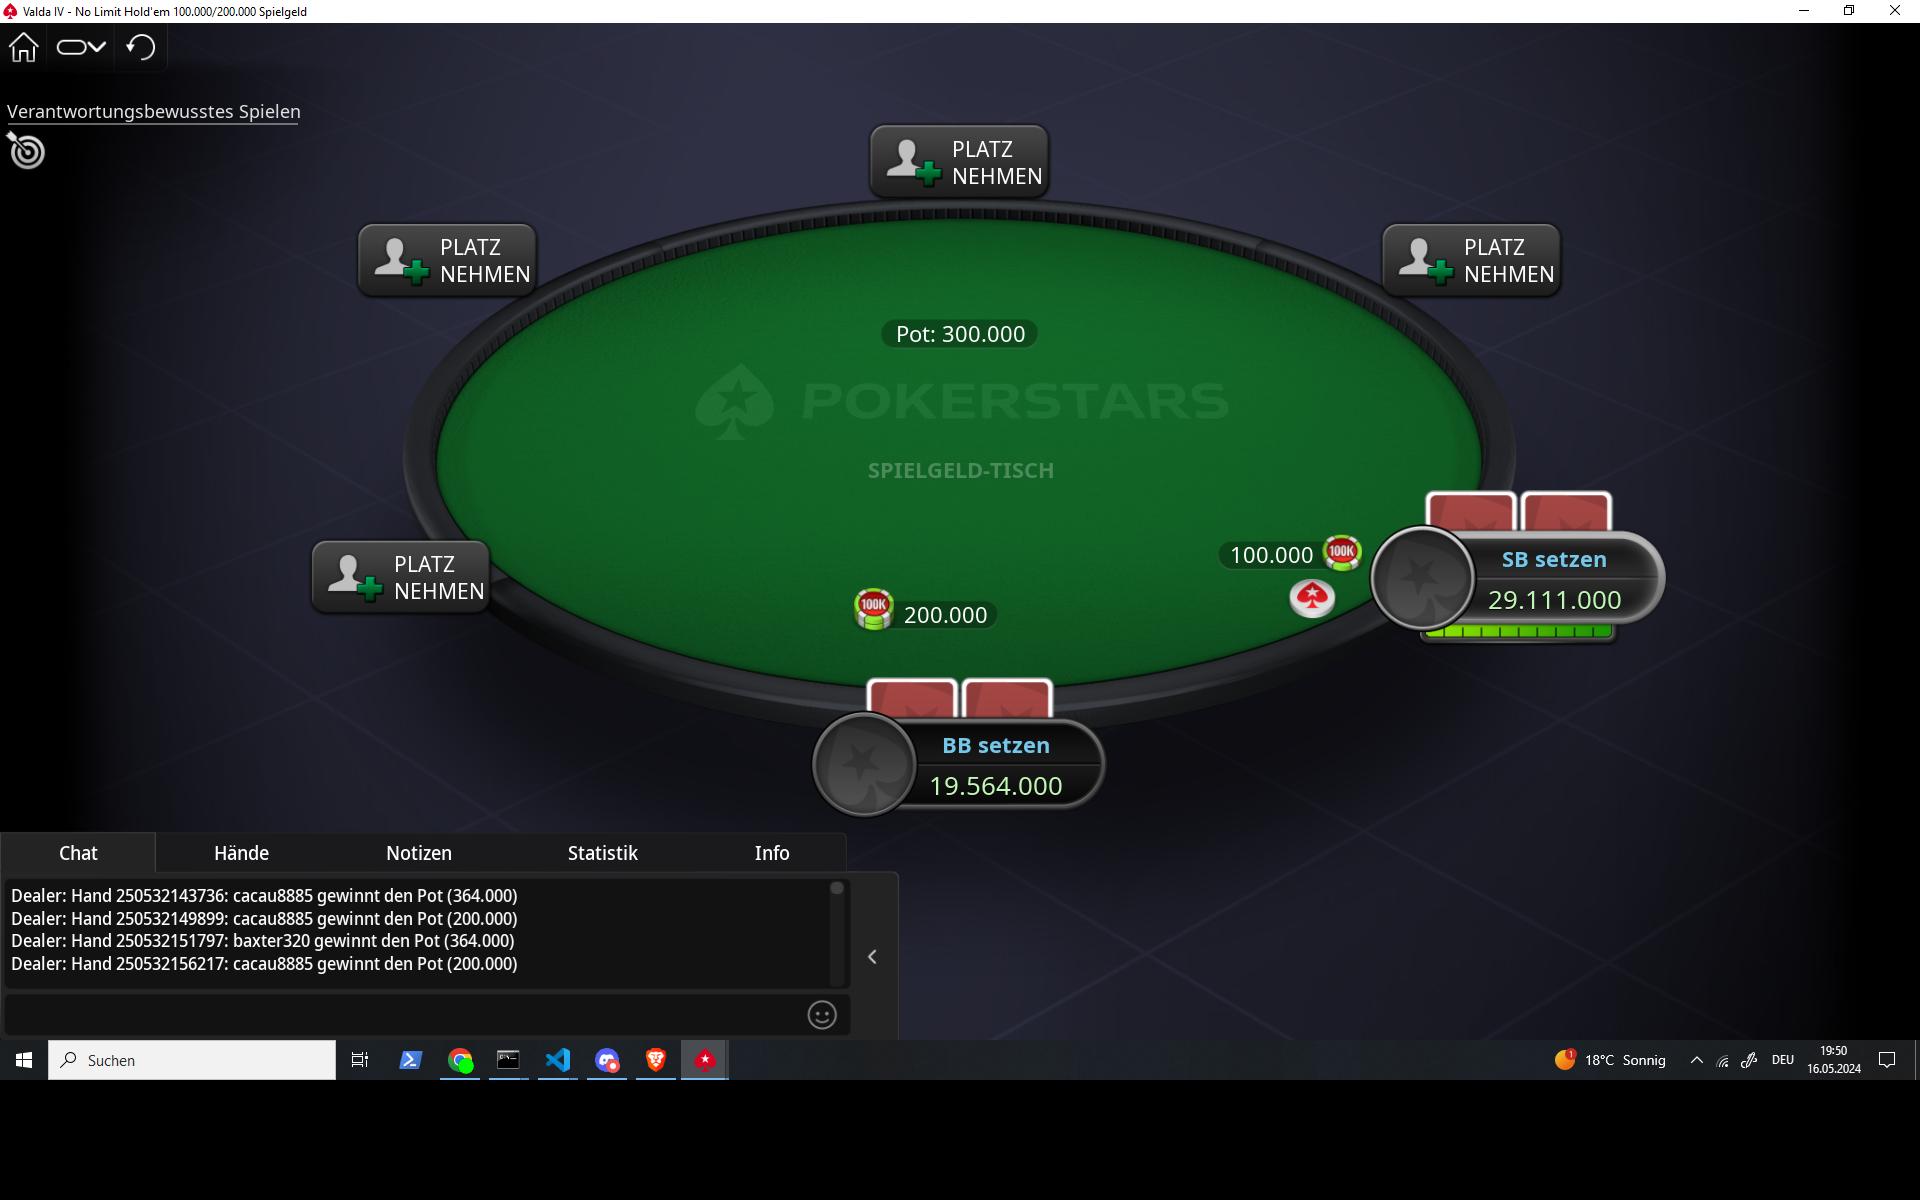 Valda IV - No Limit Hold'em 100.000/200.000 Spielgeld
Verantwortungsbewusstes Spielen
PLATZ
NEHMEN
PLATZ
NEHMEN
PLATZ
NEHMEN
Pot: 300.000
POKERSTARS
SPIELGELD-TISCH
PLATZ
NEHMEN
100.000
100K
SB setzen
29.111.000
100K
200.000
BB setzen
19.564.000
Chat
Hände
Notizen
Statistik
Info
Dealer: Hand 250532143736: cacau8885 gewinnt den Pot (364.000)
Dealer: Hand 250532149899: cacau8885 gewinnt den Pot (200.000)
Dealer: Hand 250532151797: baxter320 gewinnt den Pot (364.000)
Dealer: Hand 250532156217: cacau8885 gewinnt den Pot (200.000)
Suchen
1
18°C Sonnig
DEU
19:50
16.05.2024